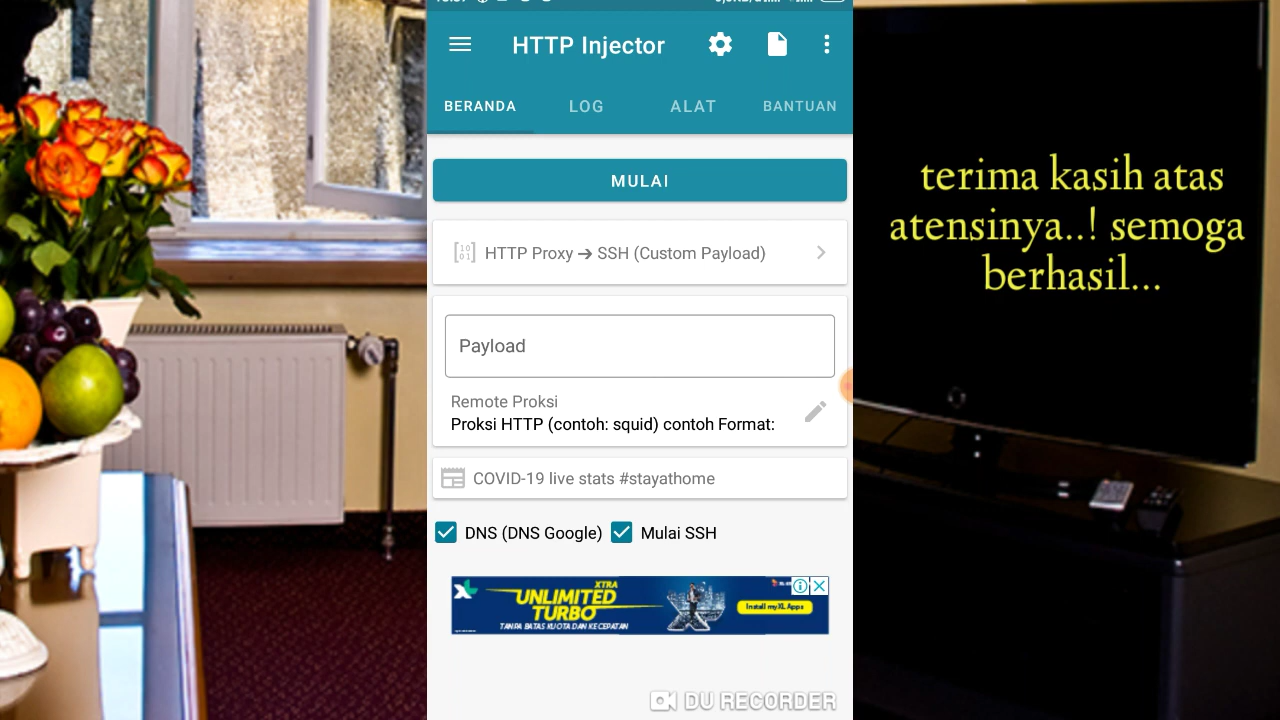 HTTP Injector
BERANDA LOG ALAT BANTUAN
MULAI
HTTP Proxy → SSH (Custom Payload)
Payload
Remote Proksi
Proksi HTTP (contoh: squid) contoh Format:
COVID-19 live stats #stayathome
DNS (DNS Google) Mulai SSH
XTRA
UNLIMITED
TURBO
TANPA BATAS KUOTA DAN KECEPATAN
Install myXL Apps
DU RECORDER
terima kasih atas
atensinya..! semoga
berhasil...